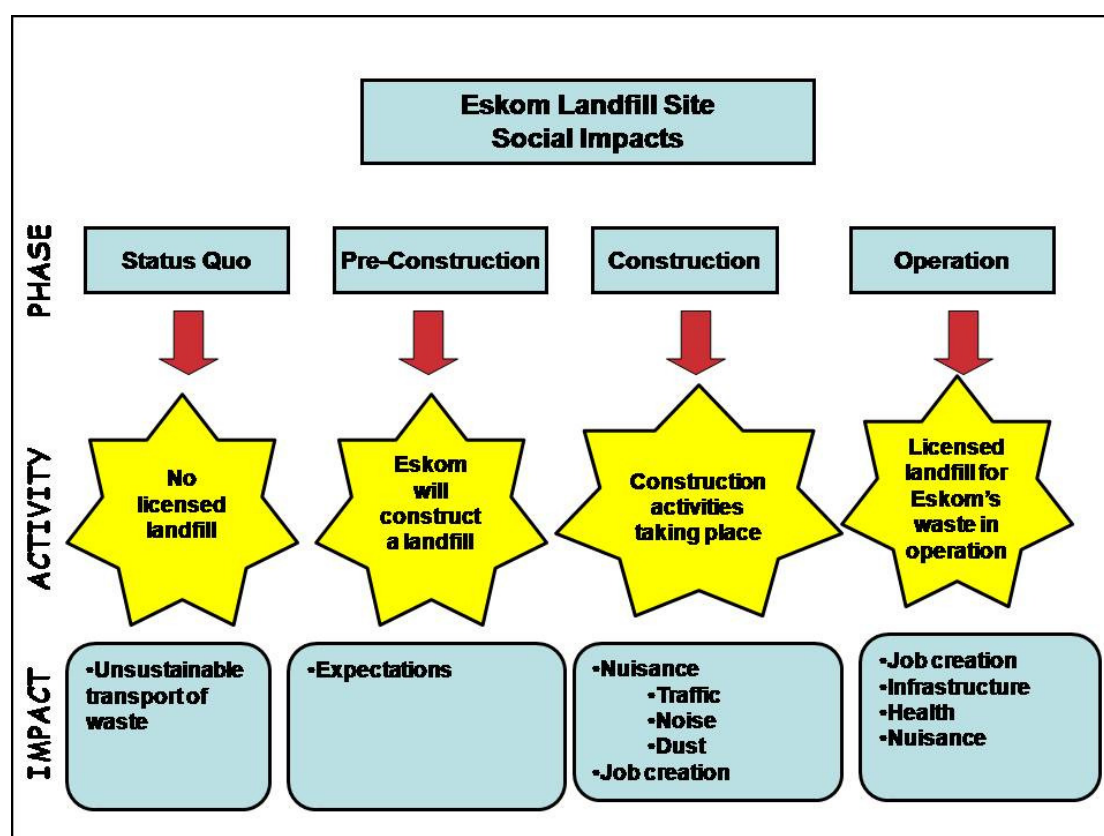 Eskom Landfill Site
Social Impacts
PHASE
Status Quo
Pre-Construction
Construction
Operation
ACTIVITY
No
licensed
landfill
Eskom
will
construct
a landfill
Construction
activities
taking place
Licensed
landfill for
Eskom's
waste in
operation
IMPACT
•Unsustainable
transport of
waste
•Expectations
•Nuisance
•Traffic
•Noise
•Dust
•Job creation
•Job creation
•Infrastructure
•Health
•Nuisance